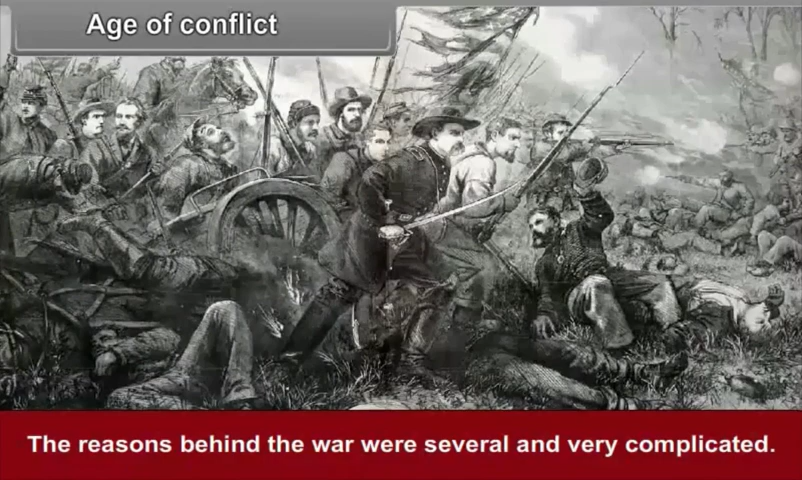 Age of conflict
The reasons behind the war were several and very complicated.